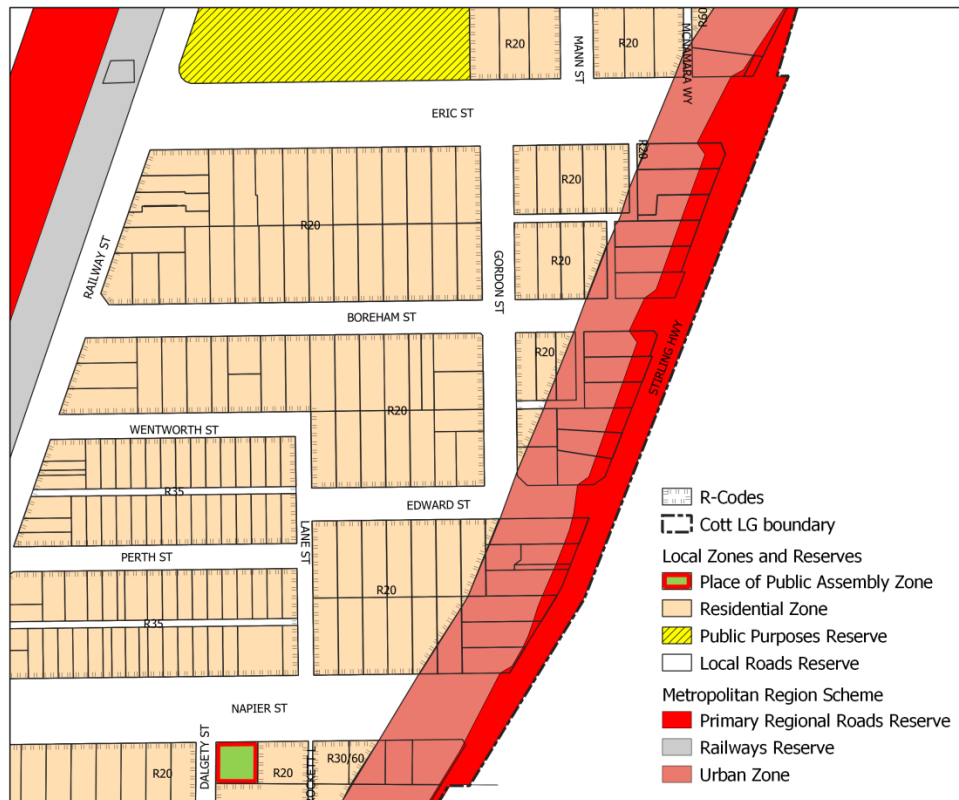 R20
MANN ST
R20
MCNAMARA WY
R60
ERIC ST
R20
R20
R20
RAILWAY ST
GORDON ST
R20
BOREHAM ST
STIRLING HWY
R20
R20
WENTWORTH ST
R35
EDWARD ST
LANE ST
PERTH ST
R20
R35
NAPIER ST
DALGETY ST
R20
R20
R30/60
R-Codes
Cott LG boundary
Local Zones and Reserves
Place of Public Assembly Zone
Residential Zone
Public Purposes Reserve
Local Roads Reserve
Metropolitan Region Scheme
Primary Regional Roads Reserve
Railways Reserve
Urban Zone